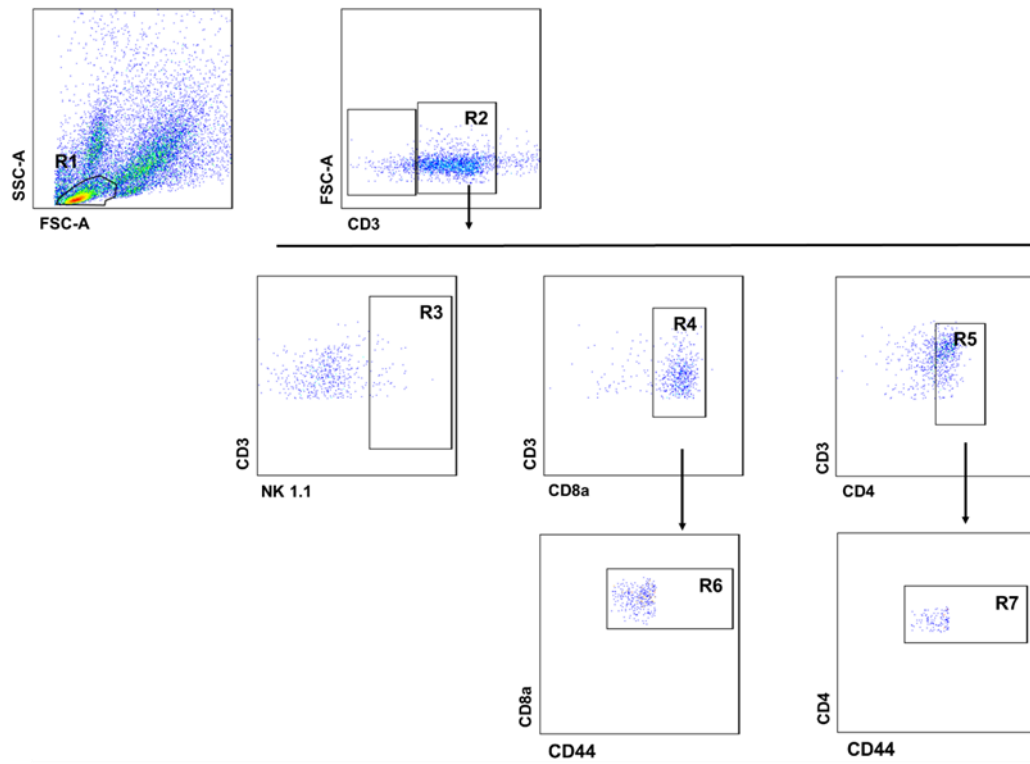 SSC-A
R1
FSC-A
FSC-A
R2
CD3
CD3
R3
NK 1.1
CD3
R4
CD8a
CD3
R5
CD4
CD8a
R6
CD44
CD4
R7
CD44